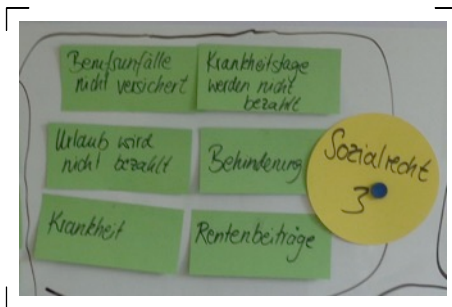 Berufsunfälle
nicht versichert
Krankheitstage
werden nicht
bezahlt
Urlaub wird
nicht bezahlt
Behinderung
Sozialrecht
3
Krankheit
Rentenbeiträge